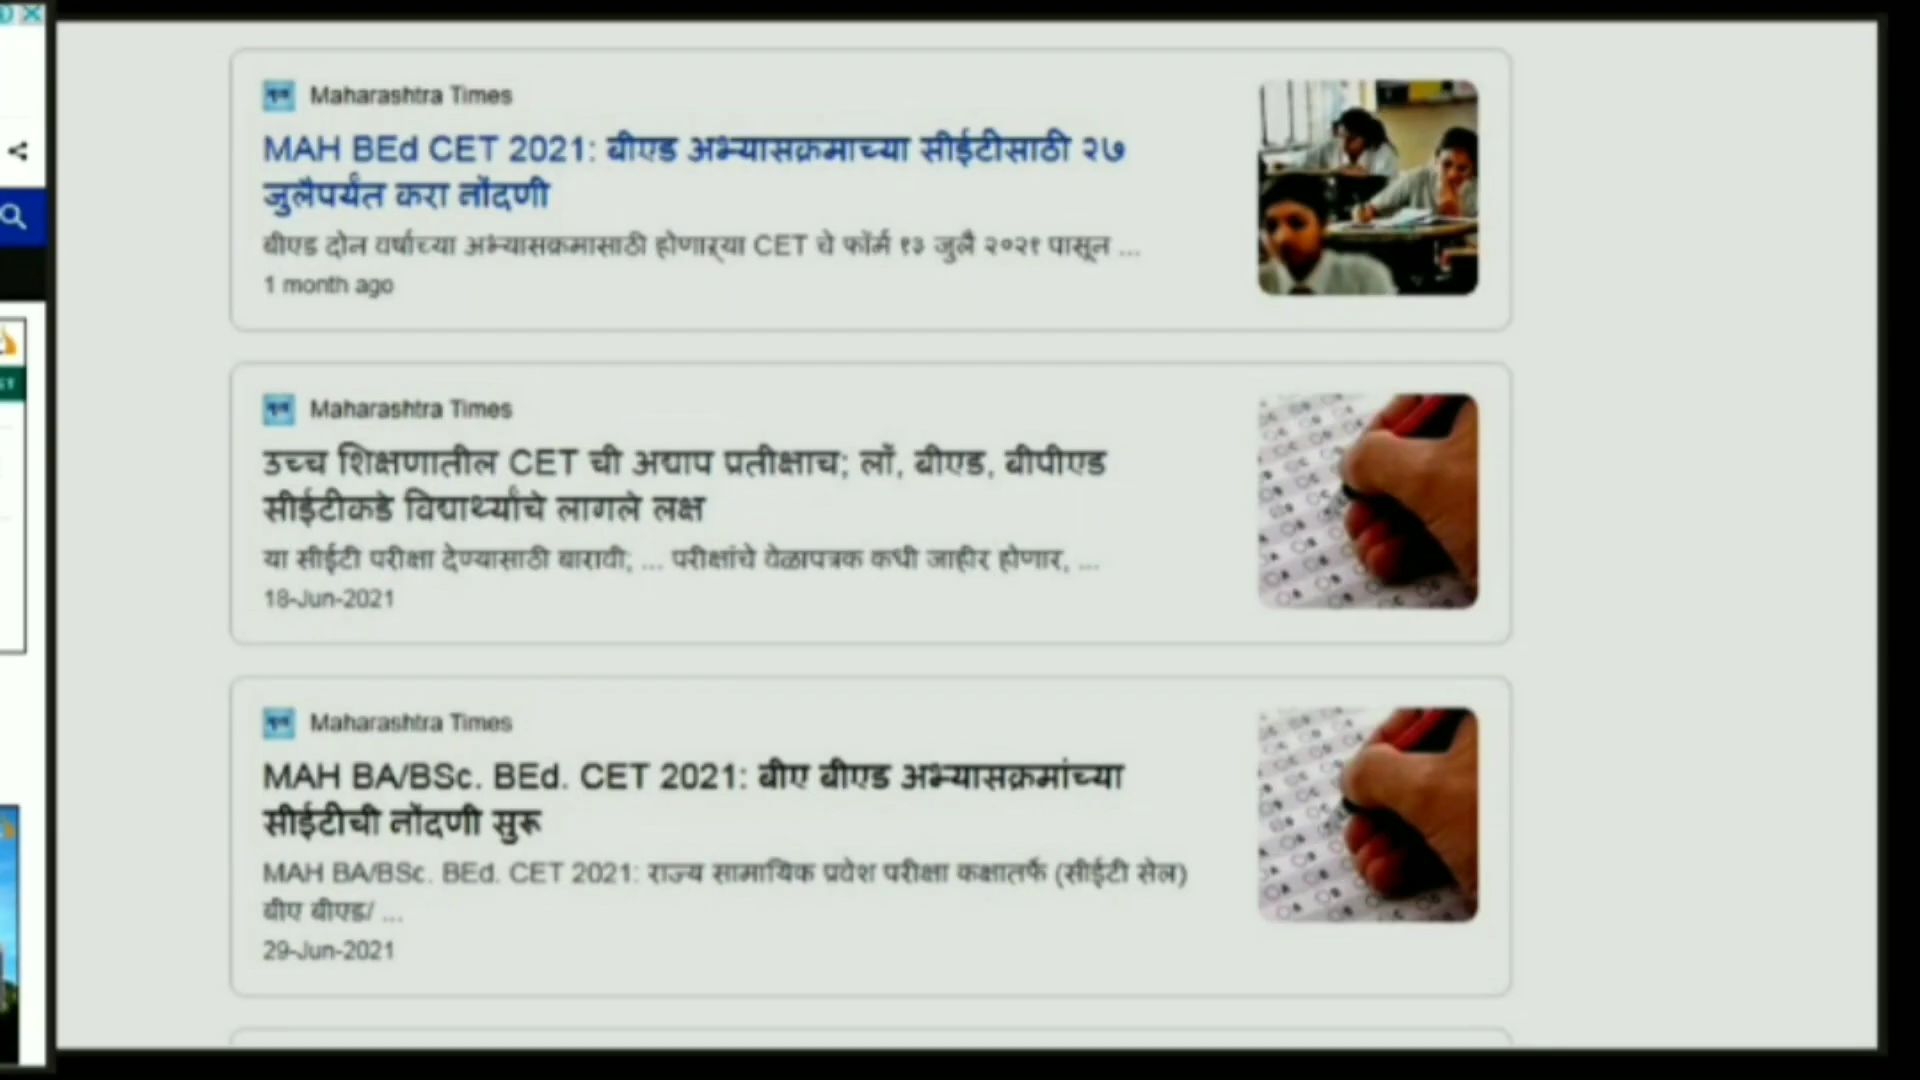 Maharashtra Times
MAH BEd CET 2021: बीएड अभ्यासक्रमाच्या सीईटीसाठी २७
जुलैपर्यंत करा नोंदणी
बीएड दोन वर्षाच्या अभ्यासक्रमासाठी होणाऱ्या CET चे फॉर्म १३ जुलै २०२१ पासून ...
1 month ago
Maharashtra Times
उच्च शिक्षणातील CET ची अद्याप प्रतीक्षाच; लॉ, बीएड, बीपीएड
सीईटीकडे विद्यार्थ्यांचे लागले लक्ष
या सीईटी परीक्षा देण्यासाठी बारावी; ... परीक्षांचे वेळापत्रक कधी जाहीर होणार, ...
18-Jun-2021
Maharashtra Times
MAH BA/BSc. BEd. CET 2021: बीए बीएड अभ्यासक्रमांच्या
सीईटीची नोंदणी सुरू
MAH BA/BSc. BEd. CET 2021: राज्य सामायिक प्रवेश परीक्षा कक्षातर्फे (सीईटी सेल)
बीए बीएड/ ...
29-Jun-2021